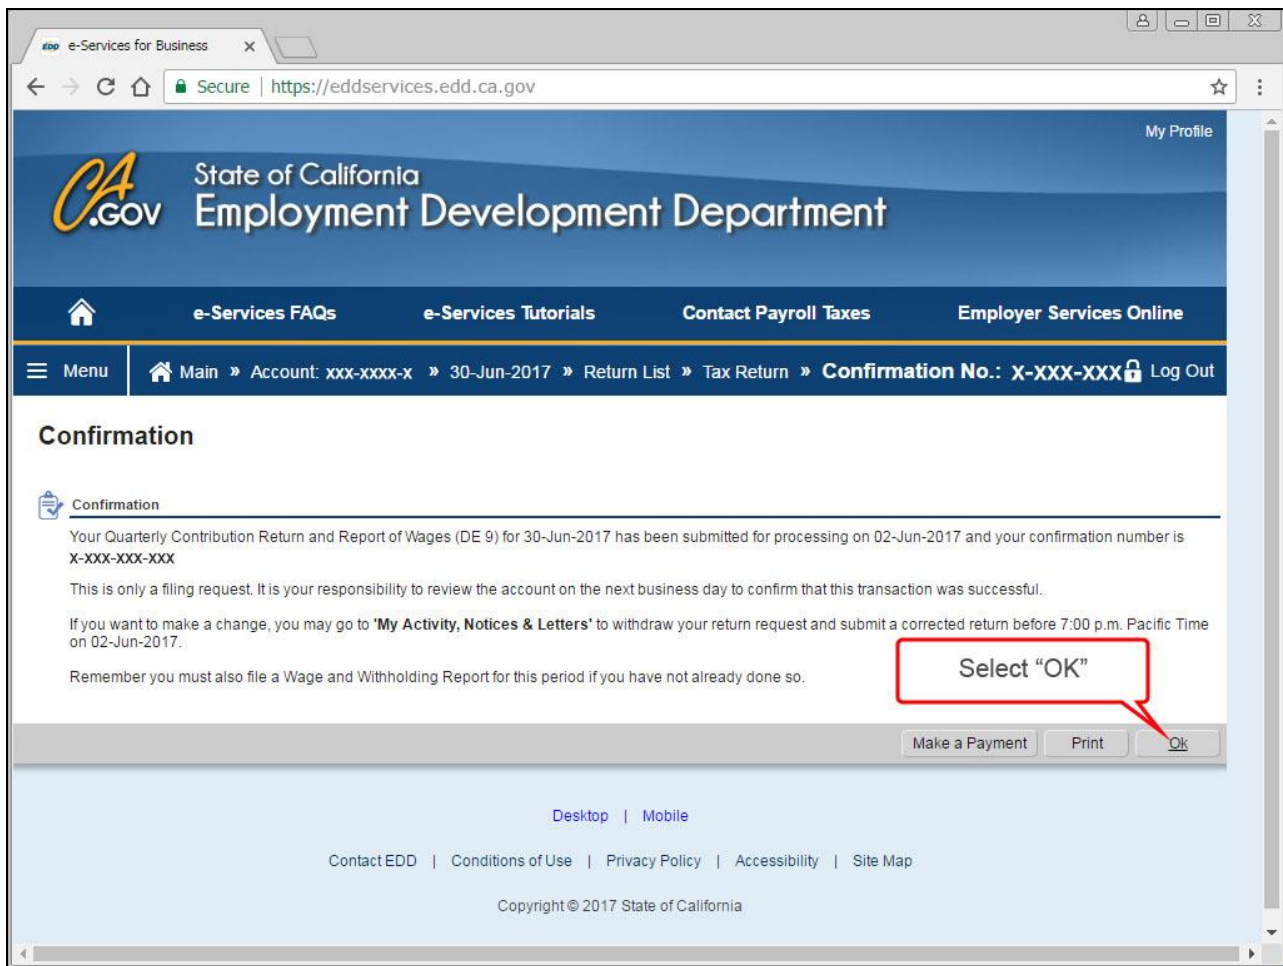 EDD e-Services for Business
Secure | https://eddservices.edd.ca.gov
My Profile
CA.GOV
State of California
Employment Development Department
e-Services FAQs e-Services Tutorials Contact Payroll Taxes Employer Services Online
Menu Main » Account: xxx-xxxx-x » 30-Jun-2017 » Return List » Tax Return » Confirmation No.: X-XXX-XXX Log Out
Confirmation
Confirmation
Your Quarterly Contribution Return and Report of Wages (DE 9) for 30-Jun-2017 has been submitted for processing on 02-Jun-2017 and your confirmation number is
X-XXX-XXX-XXX
This is only a filing request. It is your responsibility to review the account on the next business day to confirm that this transaction was successful.
If you want to make a change, you may go to 'My Activity, Notices & Letters' to withdraw your return request and submit a corrected return before 7:00 p.m. Pacific Time
on 02-Jun-2017.
Remember you must also file a Wage and Withholding Report for this period if you have not already done so.
Select “OK”
Make a Payment Print Ok
Desktop | Mobile
Contact EDD | Conditions of Use | Privacy Policy | Accessibility | Site Map
Copyright © 2017 State of California